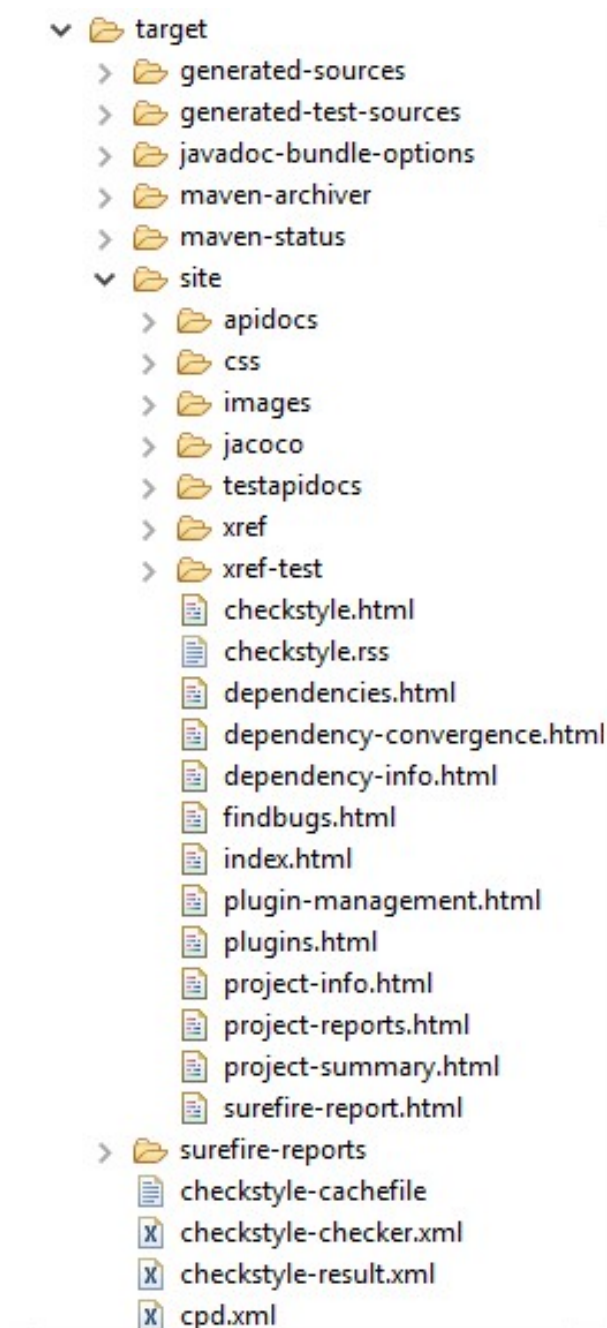 target
generated-sources
generated-test-sources
javadoc-bundle-options
maven-archiver
maven-status
site
apidocs
css
images
jacoco
testapidocs
xref
xref-test
checkstyle.html
checkstyle.rss
dependencies.html
dependency-convergence.html
dependency-info.html
findbugs.html
index.html
plugin-management.html
plugins.html
project-info.html
project-reports.html
project-summary.html
surefire-report.html
surefire-reports
checkstyle-cachefile
checkstyle-checker.xml
checkstyle-result.xml
cpd.xml